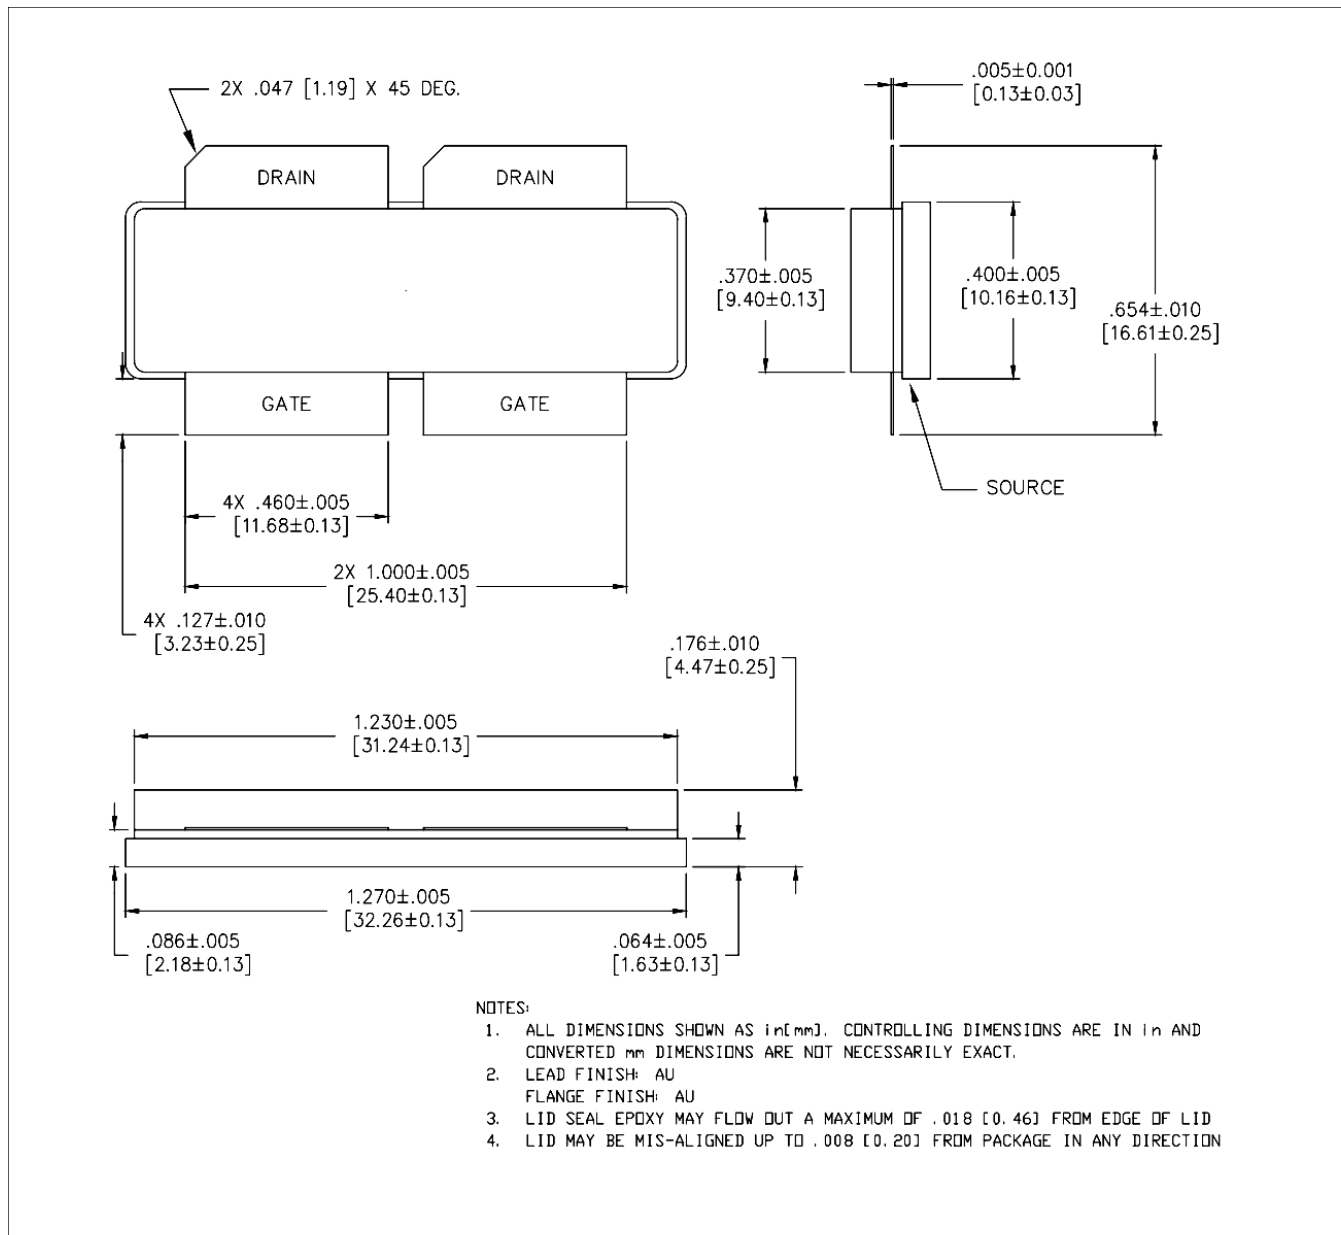 2X .047 [1.19] X 45 DEG.
.005±0.001
[0.13±0.03]
DRAIN
DRAIN
.370±.005
[9.40±0.13]
.400±.005
[10.16±0.13]
.654±.010
[16.61±0.25]
GATE
GATE
SOURCE
4X .460±.005
[11.68±0.13]
2X 1.000±.005
[25.40±0.13]
4X .127±.010
[3.23±0.25]
.176±.010
[4.47±0.25]
1.230±.005
[31.24±0.13]
1.270±.005
[32.26±0.13]
.086±.005
[2.18±0.13]
.064±.005
[1.63±0.13]
NOTES:
1. ALL DIMENSIONS SHOWN AS in[mm]. CONTROLLING DIMENSIONS ARE IN in AND
CONVERTED mm DIMENSIONS ARE NOT NECESSARILY EXACT.
2. LEAD FINISH: AU
FLANGE FINISH: AU
3. LID SEAL EPOXY MAY FLOW OUT A MAXIMUM OF .018 [0.46] FROM EDGE OF LID
4. LID MAY BE MIS-ALIGNED UP TO .008 [0.20] FROM PACKAGE IN ANY DIRECTION